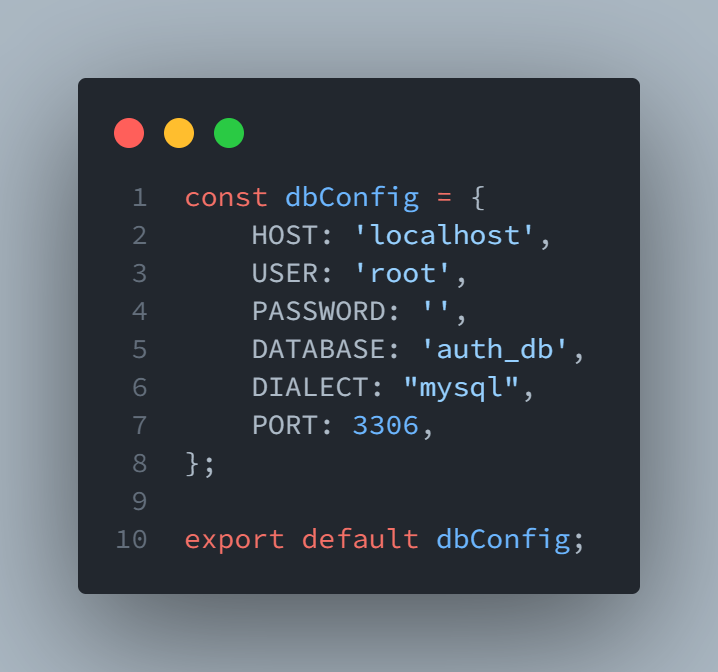 1 const dbConfig = {
2     HOST: 'localhost',
3     USER: 'root',
4     PASSWORD: '',
5     DATABASE: 'auth_db',
6     DIALECT: "mysql",
7     PORT: 3306,
8 };
9
10 export default dbConfig;